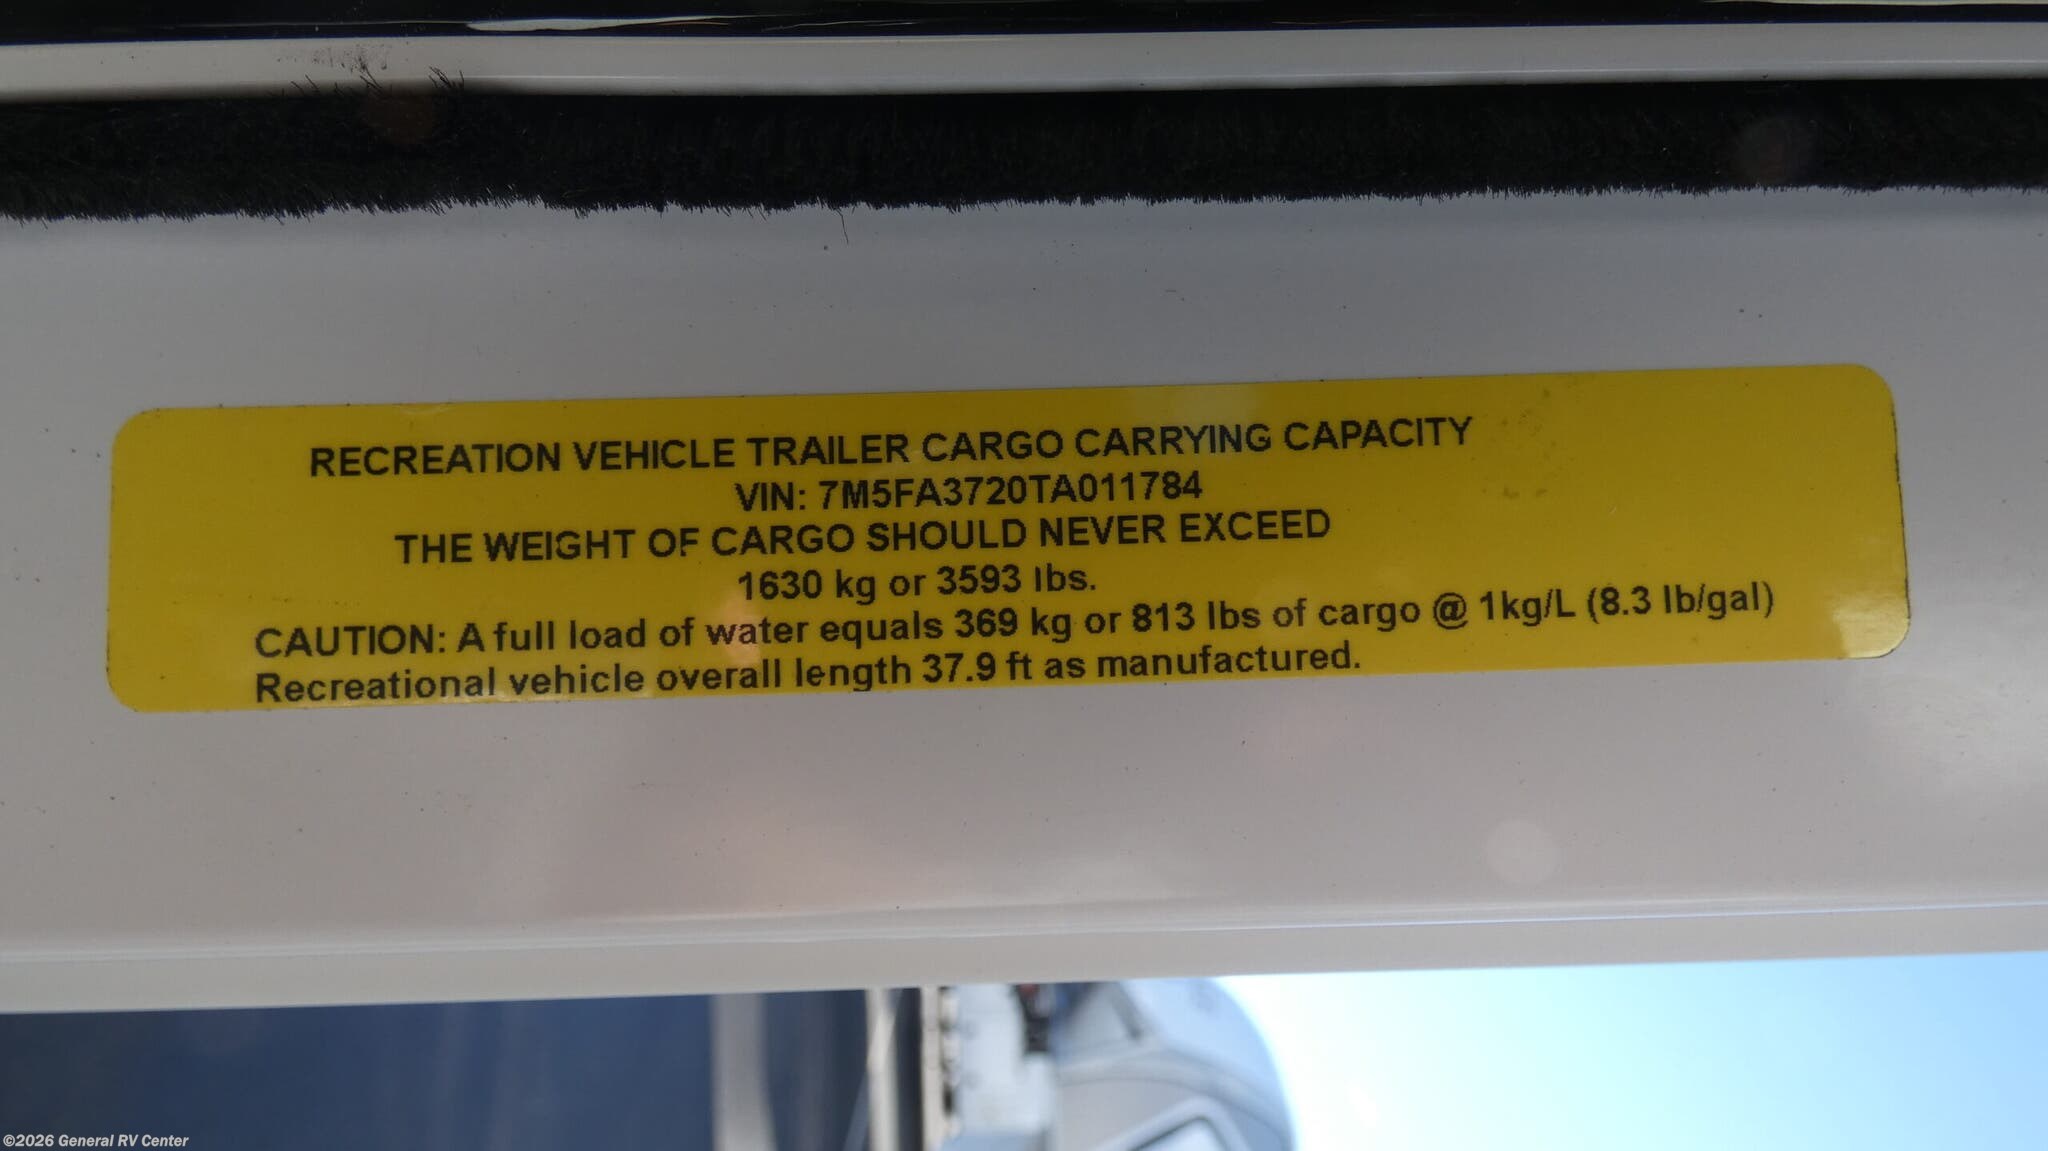 RECREATION VEHICLE TRAILER CARGO CARRYING CAPACITY
VIN: 7M5FA3720TA011784
THE WEIGHT OF CARGO SHOULD NEVER EXCEED
1630 kg or 3593 lbs.
CAUTION: A full load of water equals 369 kg or 813 lbs of cargo @ 1kg/L (8.3 lb/gal)
Recreational vehicle overall length 37.9 ft as manufactured.
©2026 General RV Center